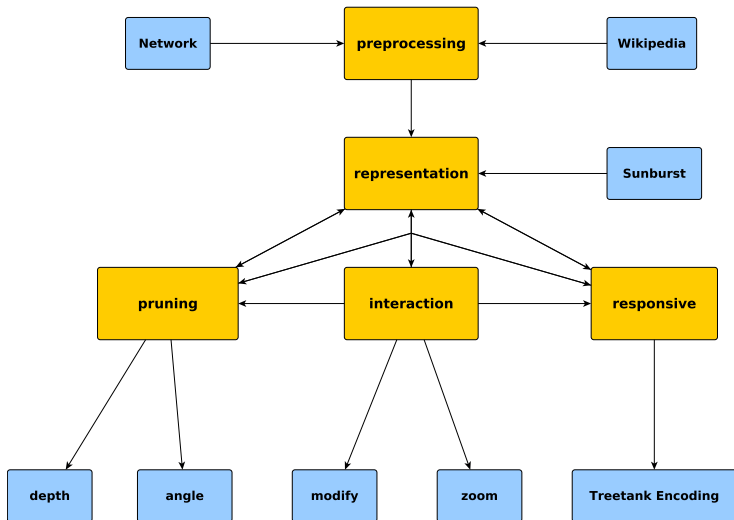 Network
preprocessing
Wikipedia
representation
Sunburst
pruning
interaction
responsive
depth
angle
modify
zoom
Treetank Encoding